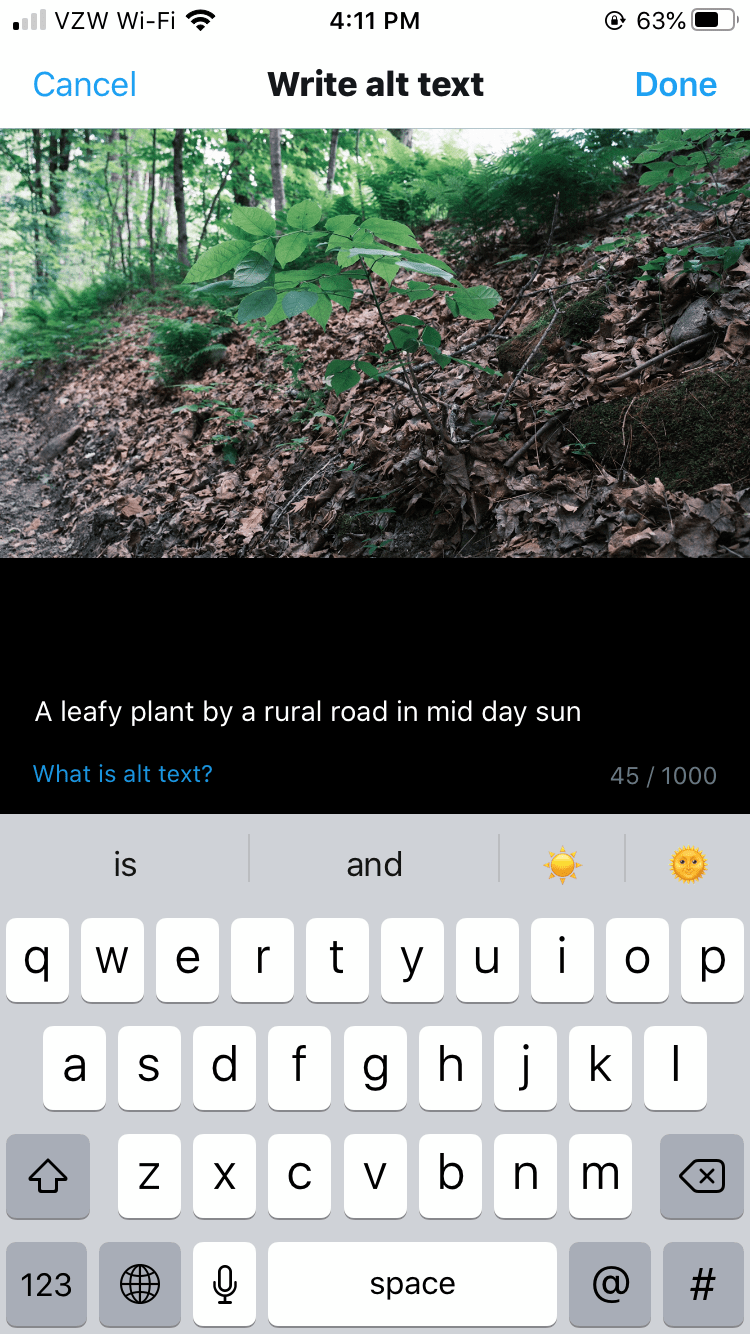 VZW Wi-Fi 4:11 PM 63%
Cancel Write alt text Done
A leafy plant by a rural road in mid day sun
What is alt text? 45 / 1000
is and
q w e r t y u i o p
a s d f g h j k l
z x c v b n m
123 space @ #